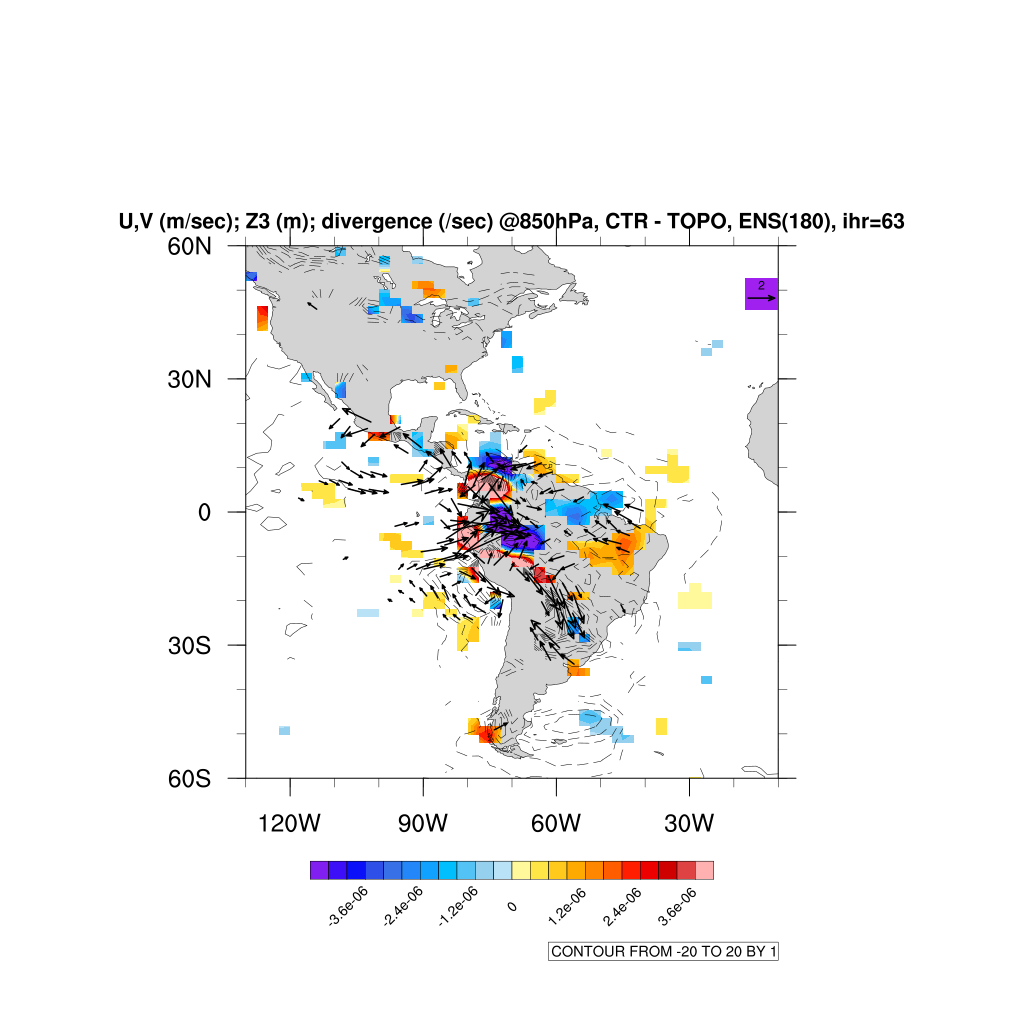 U,V (m/sec); Z3 (m); divergence (/sec) @850hPa, CTR - TOPO, ENS(180), ihr=63
60N
2
30N
0
30S
60S
120W 90W 60W 30W
-3.6e-06 -2.4e-06 -1.2e-06 0 1.2e-06 2.4e-06 3.6e-06
CONTOUR FROM -20 TO 20 BY 1